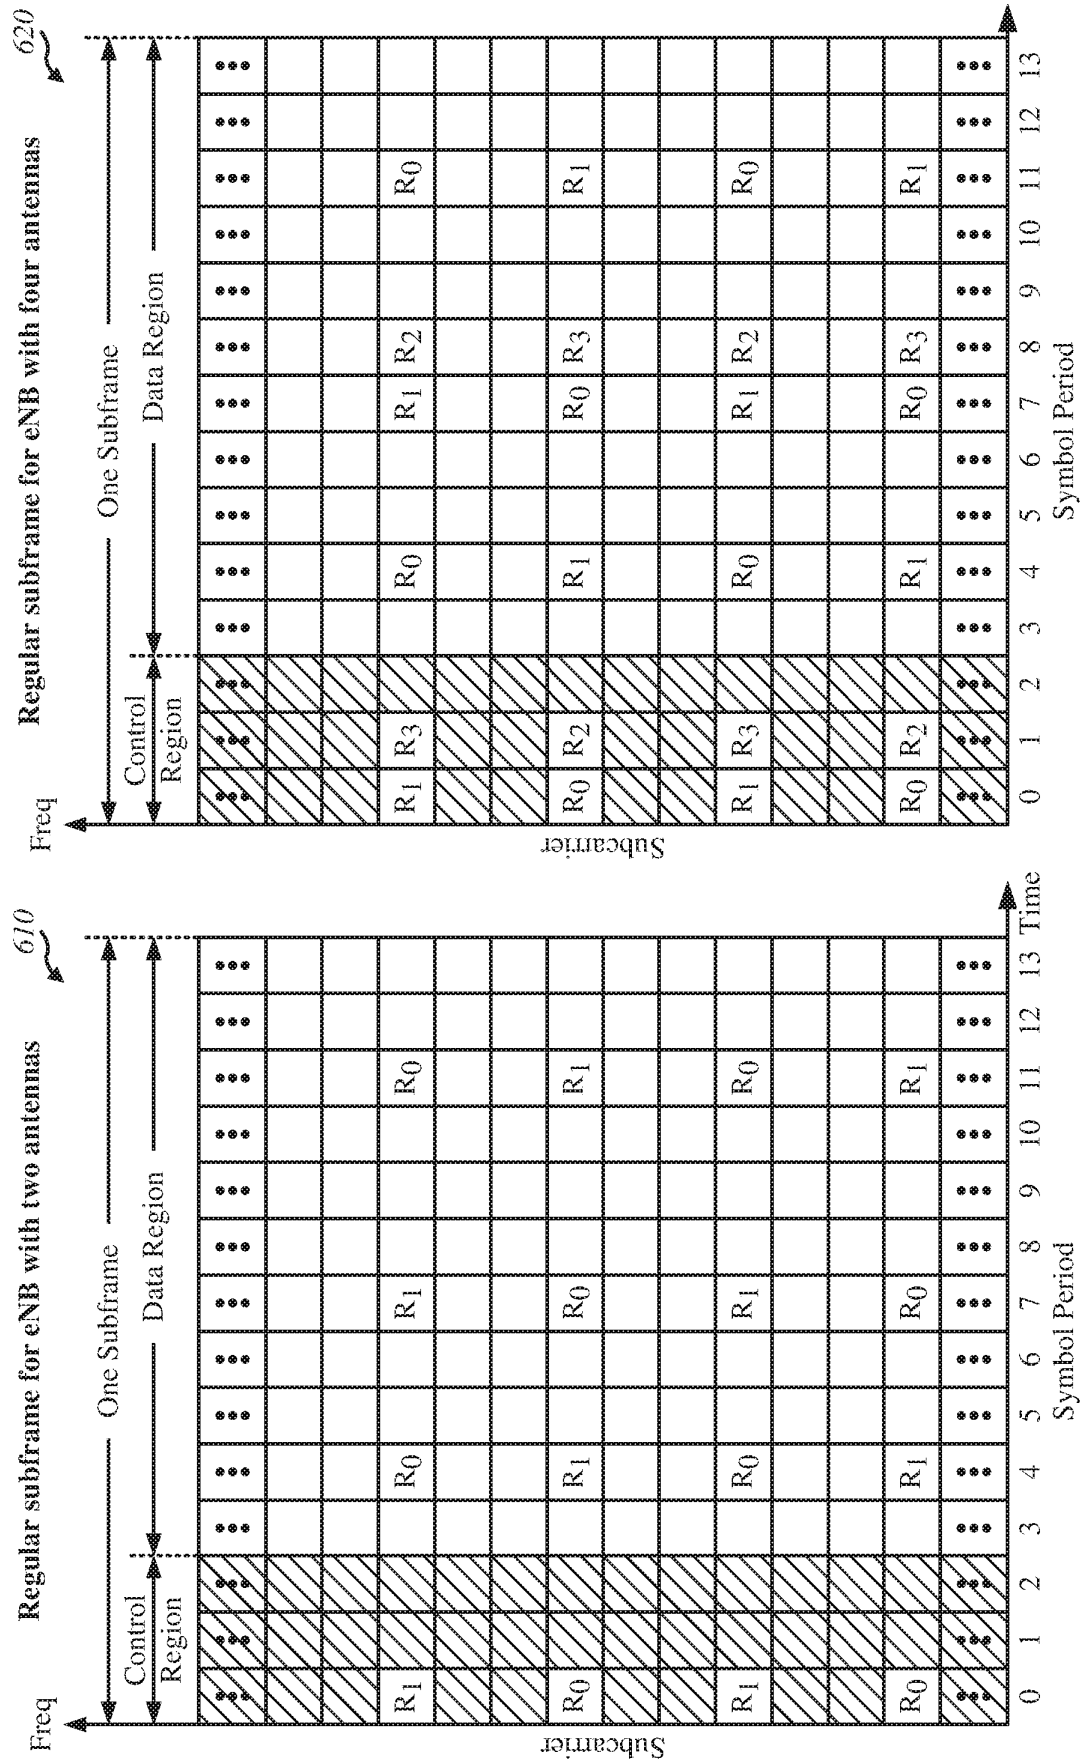 Regular subframe for eNB with two antennas
610
Freq
One Subframe
Control Region
Data Region
Subcarrier
••• ••• ••• ••• ••• ••• ••• ••• ••• ••• ••• ••• ••• •••
R1 R0 R1 R0
R0 R1 R0 R1
R1 R0 R1 R0
R0 R1 R0 R1
••• ••• ••• ••• ••• ••• ••• ••• ••• ••• ••• ••• ••• •••
0 1 2 3 4 5 6 7 8 9 10 11 12 13
Time
Symbol Period
Regular subframe for eNB with four antennas
620
Freq
One Subframe
Control Region
Data Region
Subcarrier
••• ••• ••• ••• ••• ••• ••• ••• ••• ••• ••• ••• ••• •••
R1 R3 R0 R1 R2 R0
R0 R2 R1 R0 R3 R1
R1 R3 R0 R1 R2 R0
R0 R2 R1 R0 R3 R1
••• ••• ••• ••• ••• ••• ••• ••• ••• ••• ••• ••• ••• •••
0 1 2 3 4 5 6 7 8 9 10 11 12 13
Symbol Period